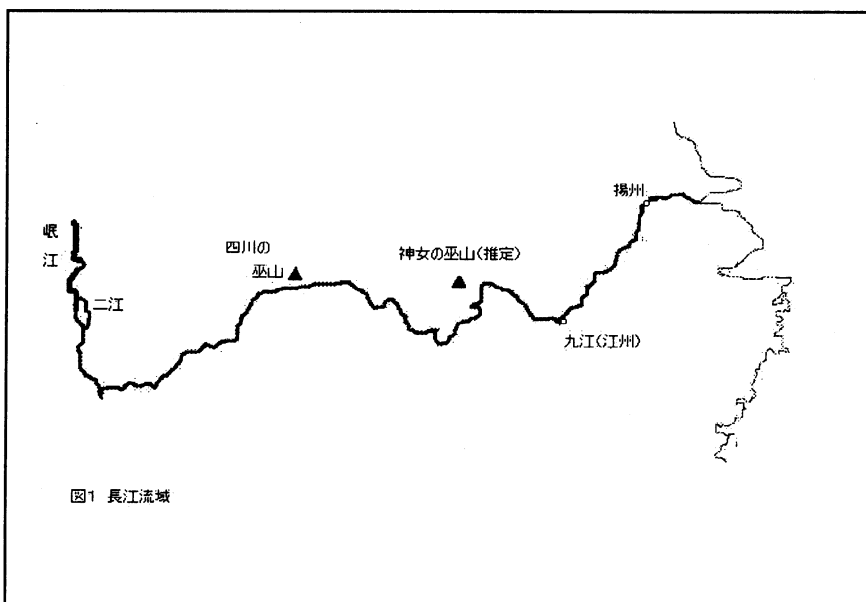 揚州
岷
江
四川の
巫山
神女の巫山(推定)
二江
九江(江州)
図1 長江流域